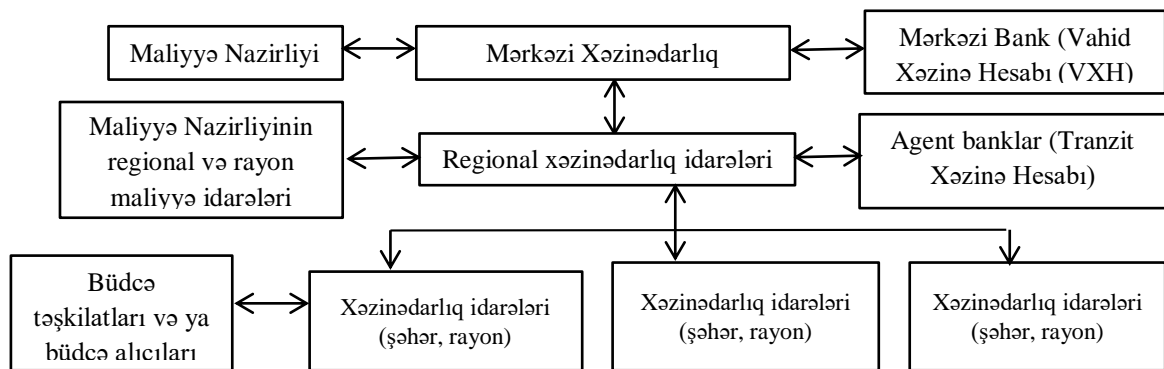 Maliyyə Nazirliyi
Mərkəzi Xəzinədarlıq
Mərkəzi Bank (Vahid
Xəzinə Hesabı (VXH)
Maliyyə Nazirliyinin
regional və rayon
maliyyə idarələri
Regional xəzinədarlıq idarələri
Agent banklar (Tranzit
Xəzinə Hesabı)
Büdcə
təşkilatları və ya
büdcə alıcıları
Xəzinədarlıq idarələri
(şəhər, rayon)
Xəzinədarlıq idarələri
(şəhər, rayon)
Xəzinədarlıq idarələri
(şəhər, rayon)